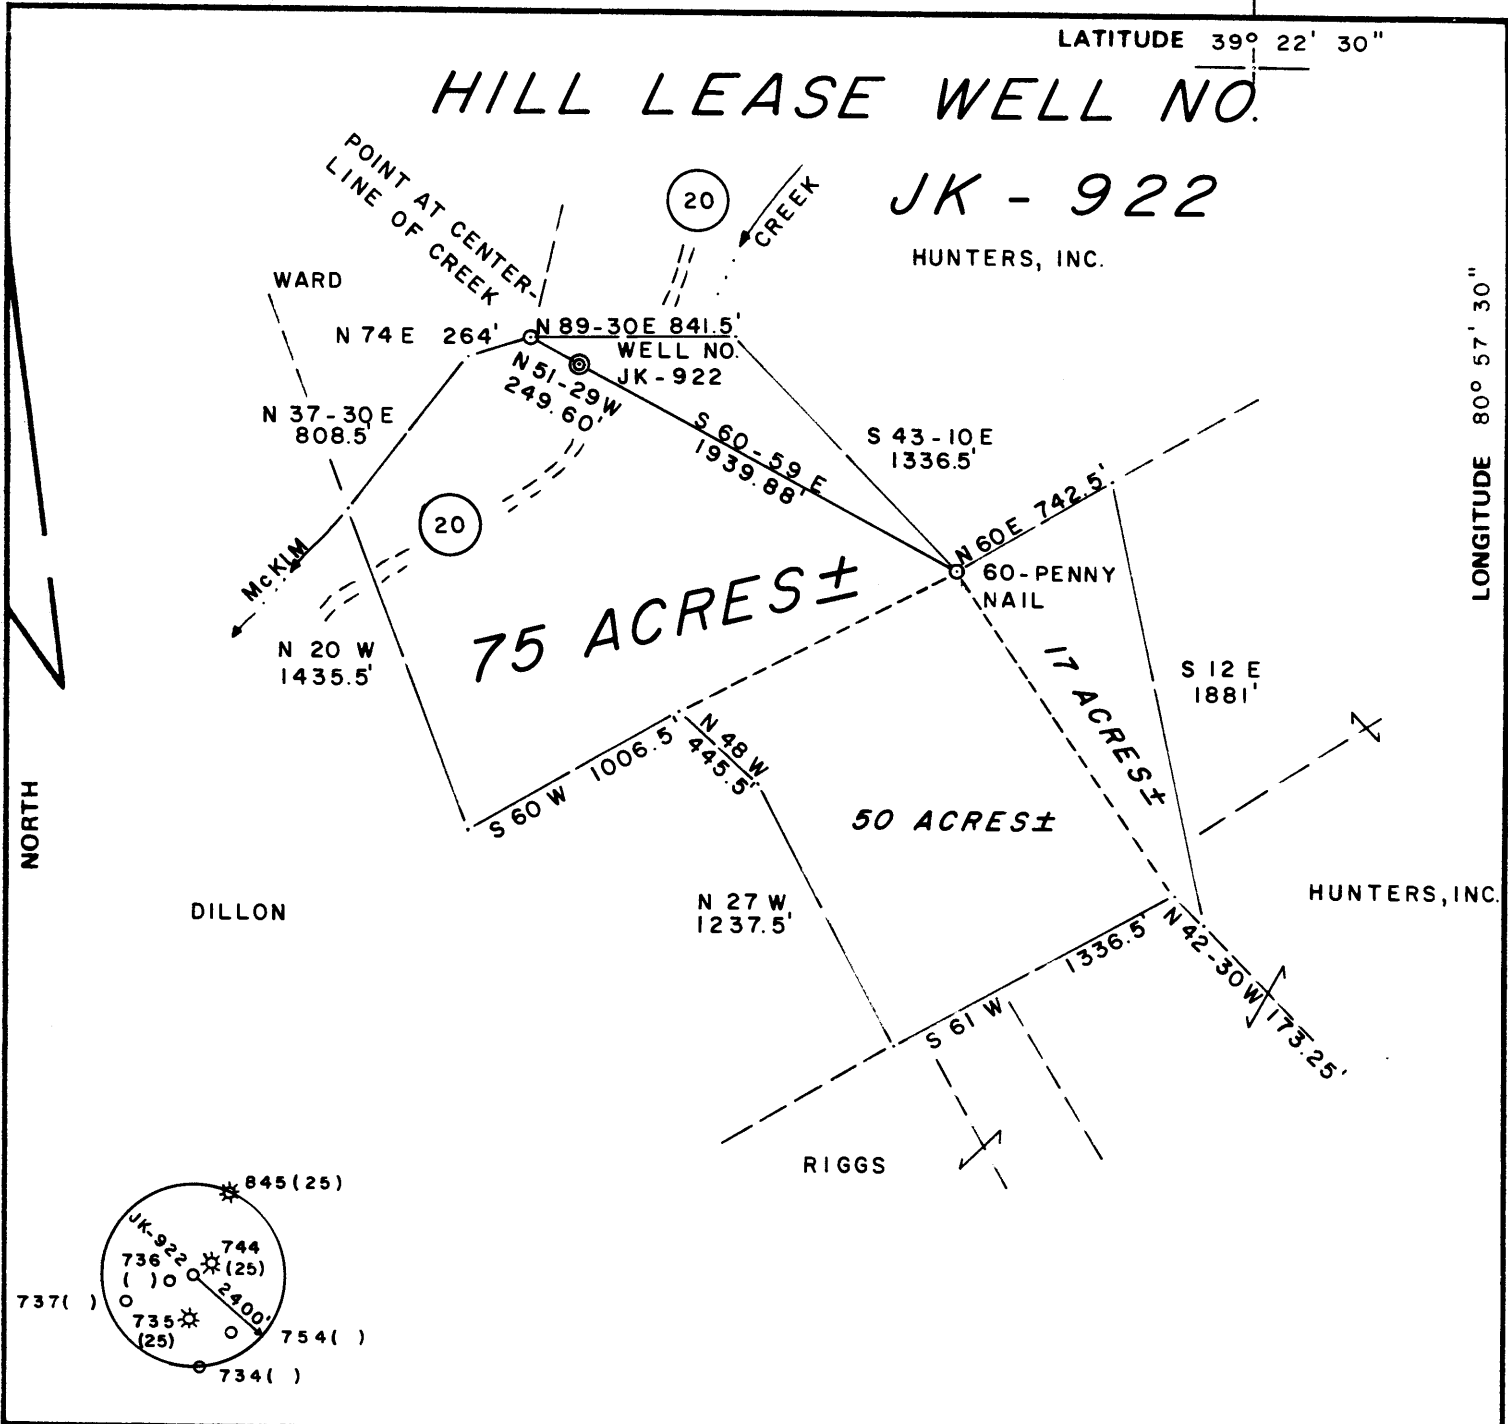 LATITUDE 39° 22' 30"
HILL LEASE WELL NO.
JK - 922
HUNTERS, INC.
POINT AT CENTER-
LINE OF CREEK
20
CREEK
WARD
N 74 E 264'
N 89-30 E 841.5'
WELL NO.
JK-922
N 51-29 W
249.60'
LONGITUDE 80° 57' 30"
N 37-30 E
808.5'
S 60-59 E
1939.88'
S 43-10 E
1336.5'
20
N 60 E 742.5'
60-PENNY
NAIL
McKIM
75 ACRES±
N 20 W
1435.5'
17 ACRES±
S 12 E
1881'
S 60 W 1006.5'
N 48 W
445.5'
50 ACRES±
NORTH
DILLON
N 27 W
1237.5'
HUNTERS, INC.
S 61 W 1336.5'
N 42-30 W 173.25'
RIGGS
845(25)
JK-922
744
(25)
736
( )
737( )
2400'
735
(25)
754( )
734( )